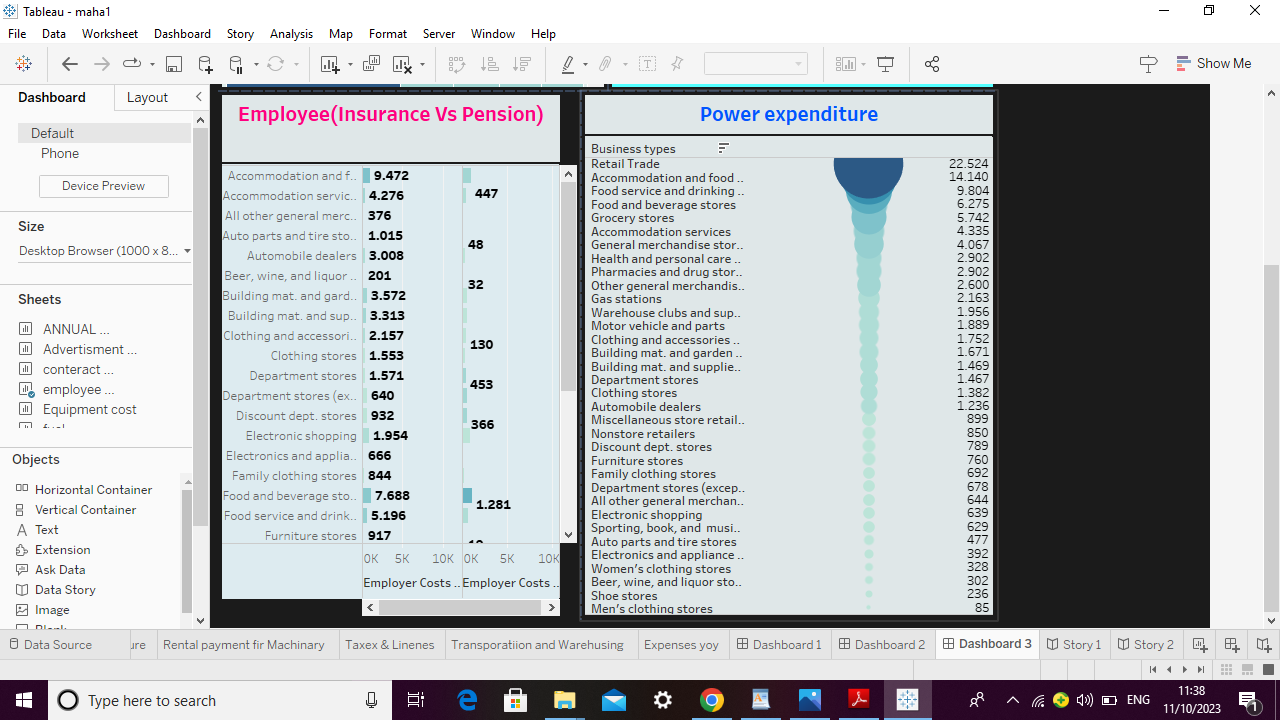 Tableau - maha1
File Data Worksheet Dashboard Story Analysis Map Format Server Window Help
Show Me
Dashboard Layout
Default
Phone
Device Preview
Size
Desktop Browser (1000 x 8...
Sheets
ANNUAL ...
Advertisment ...
conteract ...
employee ...
Equipment cost
Objects
Horizontal Container
Vertical Container
Text
Extension
Ask Data
Data Story
Image
Employee(Insurance Vs Pension)
Accommodation and f.. 9.472
Accommodation servic.. 4.276 447
All other general merc.. 376
Auto parts and tire sto.. 1.015 48
Automobile dealers 3.008
Beer, wine, and liquor .. 201 32
Building mat. and gard.. 3.572
Building mat. and sup.. 3.313
Clothing and accessori.. 2.157 130
Clothing stores 1.553
Department stores 1.571 453
Department stores (ex.. 640
Discount dept. stores 932 366
Electronic shopping 1.954
Electronics and applia.. 666
Family clothing stores 844
Food and beverage sto.. 7.688 1.281
Food service and drink.. 5.196
Furniture stores 917
0K 5K 10K 0K 5K 10K
Employer Costs .. Employer Costs ..
Power expenditure
Business types
Retail Trade 22.524
Accommodation and food .. 14.140
Food service and drinking .. 9.804
Food and beverage stores 6.275
Grocery stores 5.742
Accommodation services 4.335
General merchandise stor.. 4.067
Health and personal care .. 2.902
Pharmacies and drug stor.. 2.902
Other general merchandis.. 2.600
Gas stations 2.163
Warehouse clubs and sup.. 1.956
Motor vehicle and parts 1.889
Clothing and accessories .. 1.752
Building mat. and garden .. 1.671
Building mat. and supplie.. 1.469
Department stores 1.467
Clothing stores 1.382
Automobile dealers 1.236
Miscellaneous store retail.. 899
Nonstore retailers 850
Discount dept. stores 789
Furniture stores 760
Family clothing stores 692
Department stores (excep.. 678
All other general merchan.. 644
Electronic shopping 639
Sporting, book, and musi.. 629
Auto parts and tire stores 477
Electronics and appliance .. 392
Women's clothing stores 328
Beer, wine, and liquor sto.. 302
Shoe stores 236
Men's clothing stores 85
Data Source ure Rental payment fir Machinary Taxex & Linenes Transporatiion and Warehusing Expenses yoy Dashboard 1 Dashboard 2 Dashboard 3 Story 1 Story 2
Type here to search
ENG
11:38
11/10/2023
1